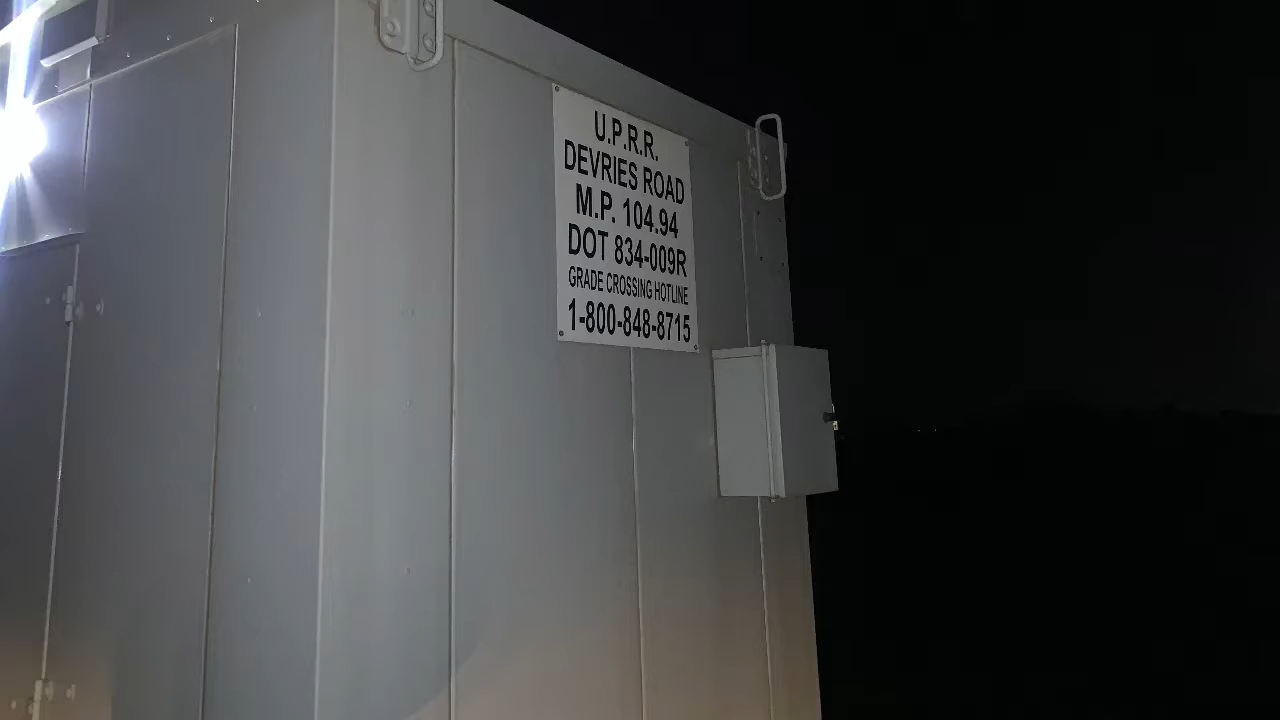 U.P.R.R.
DEVRIES ROAD
M.P. 104.94
DOT 834-009R
GRADE CROSSING HOTLINE
1-800-848-8715